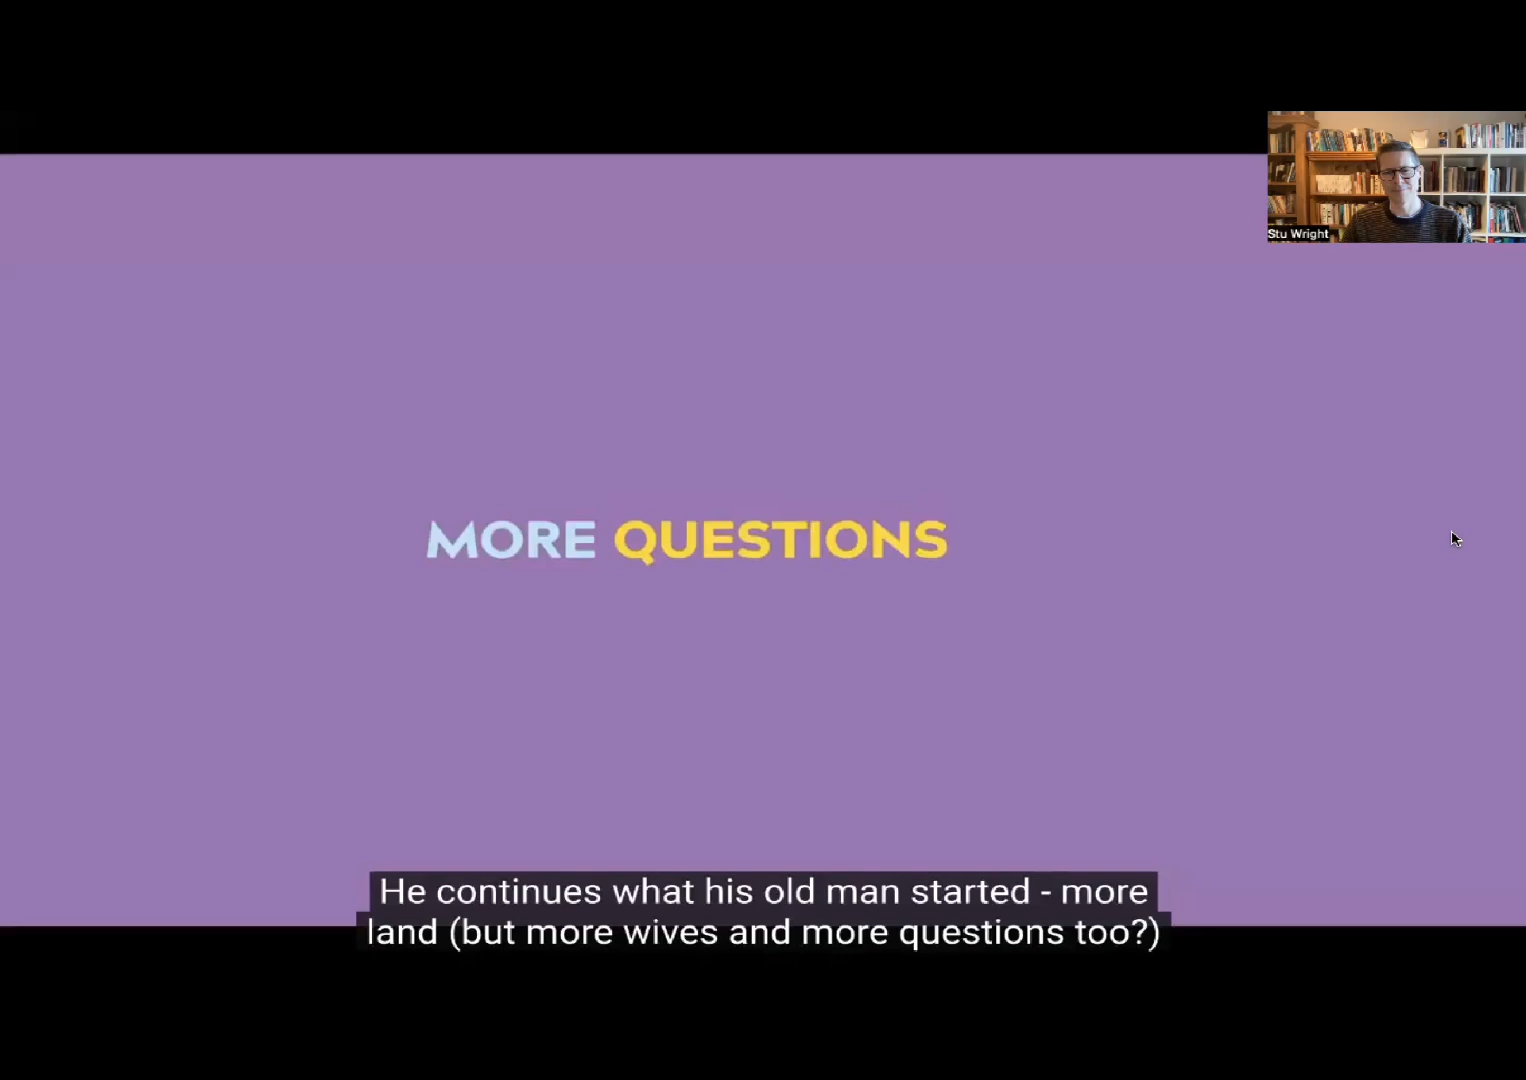 Stu Wright
MORE QUESTIONS
He continues what his old man started - more
land (but more wives and more questions too?)